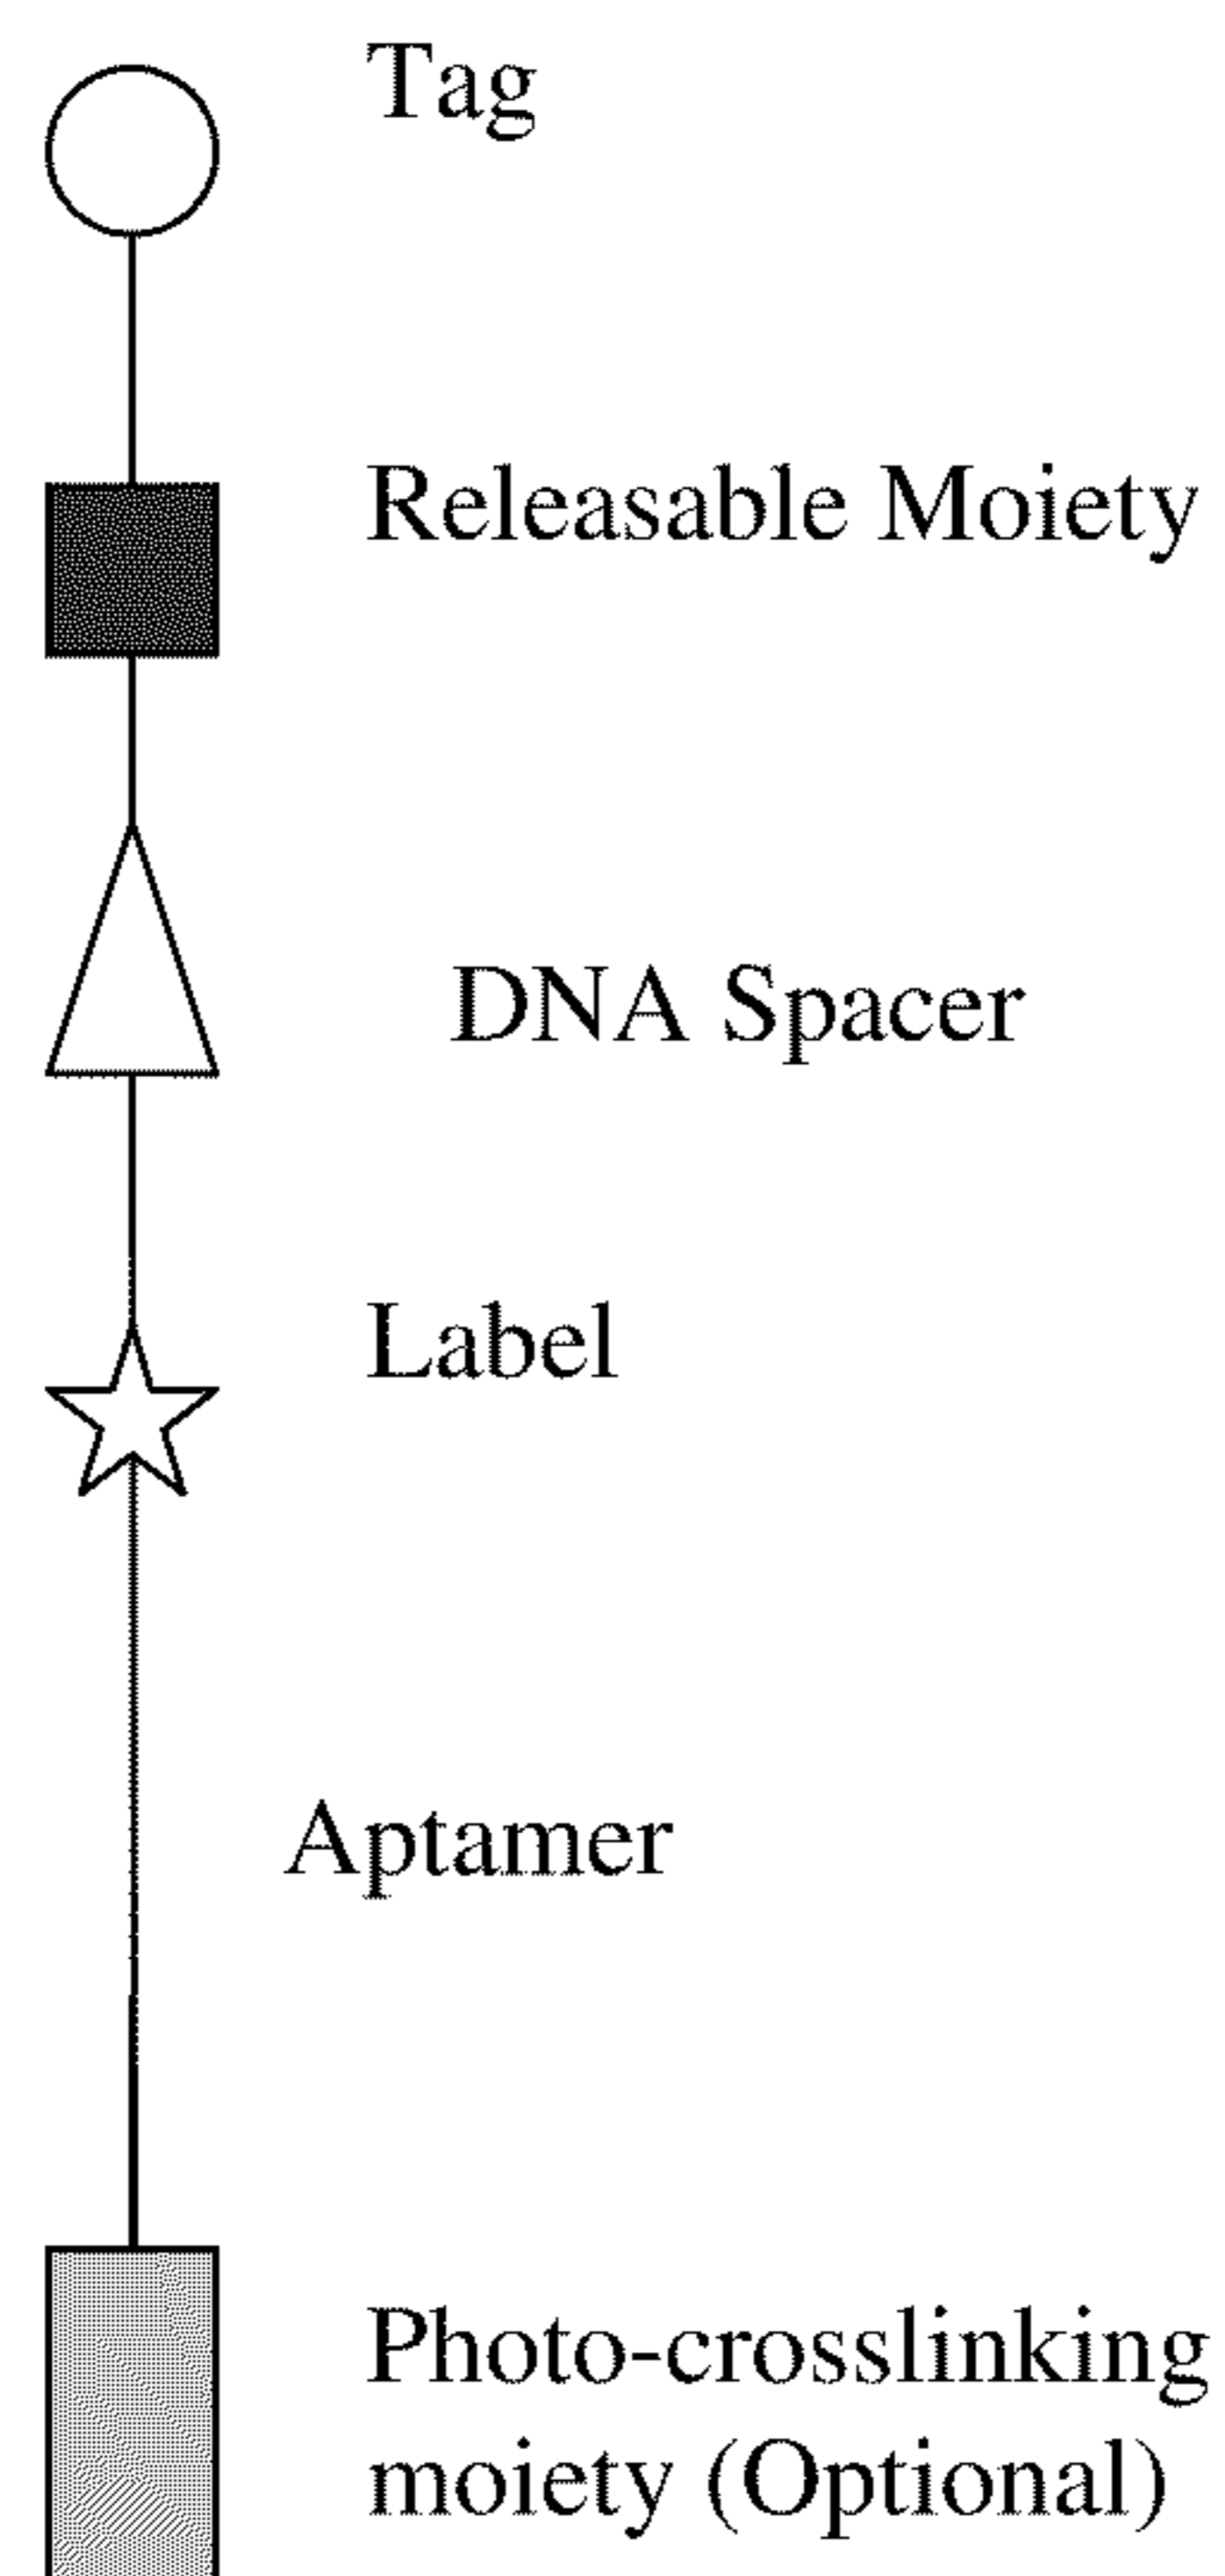 Tag
Releasable Moiety
DNA Spacer
Label
Aptamer
Photo-crosslinking
moiety (Optional)